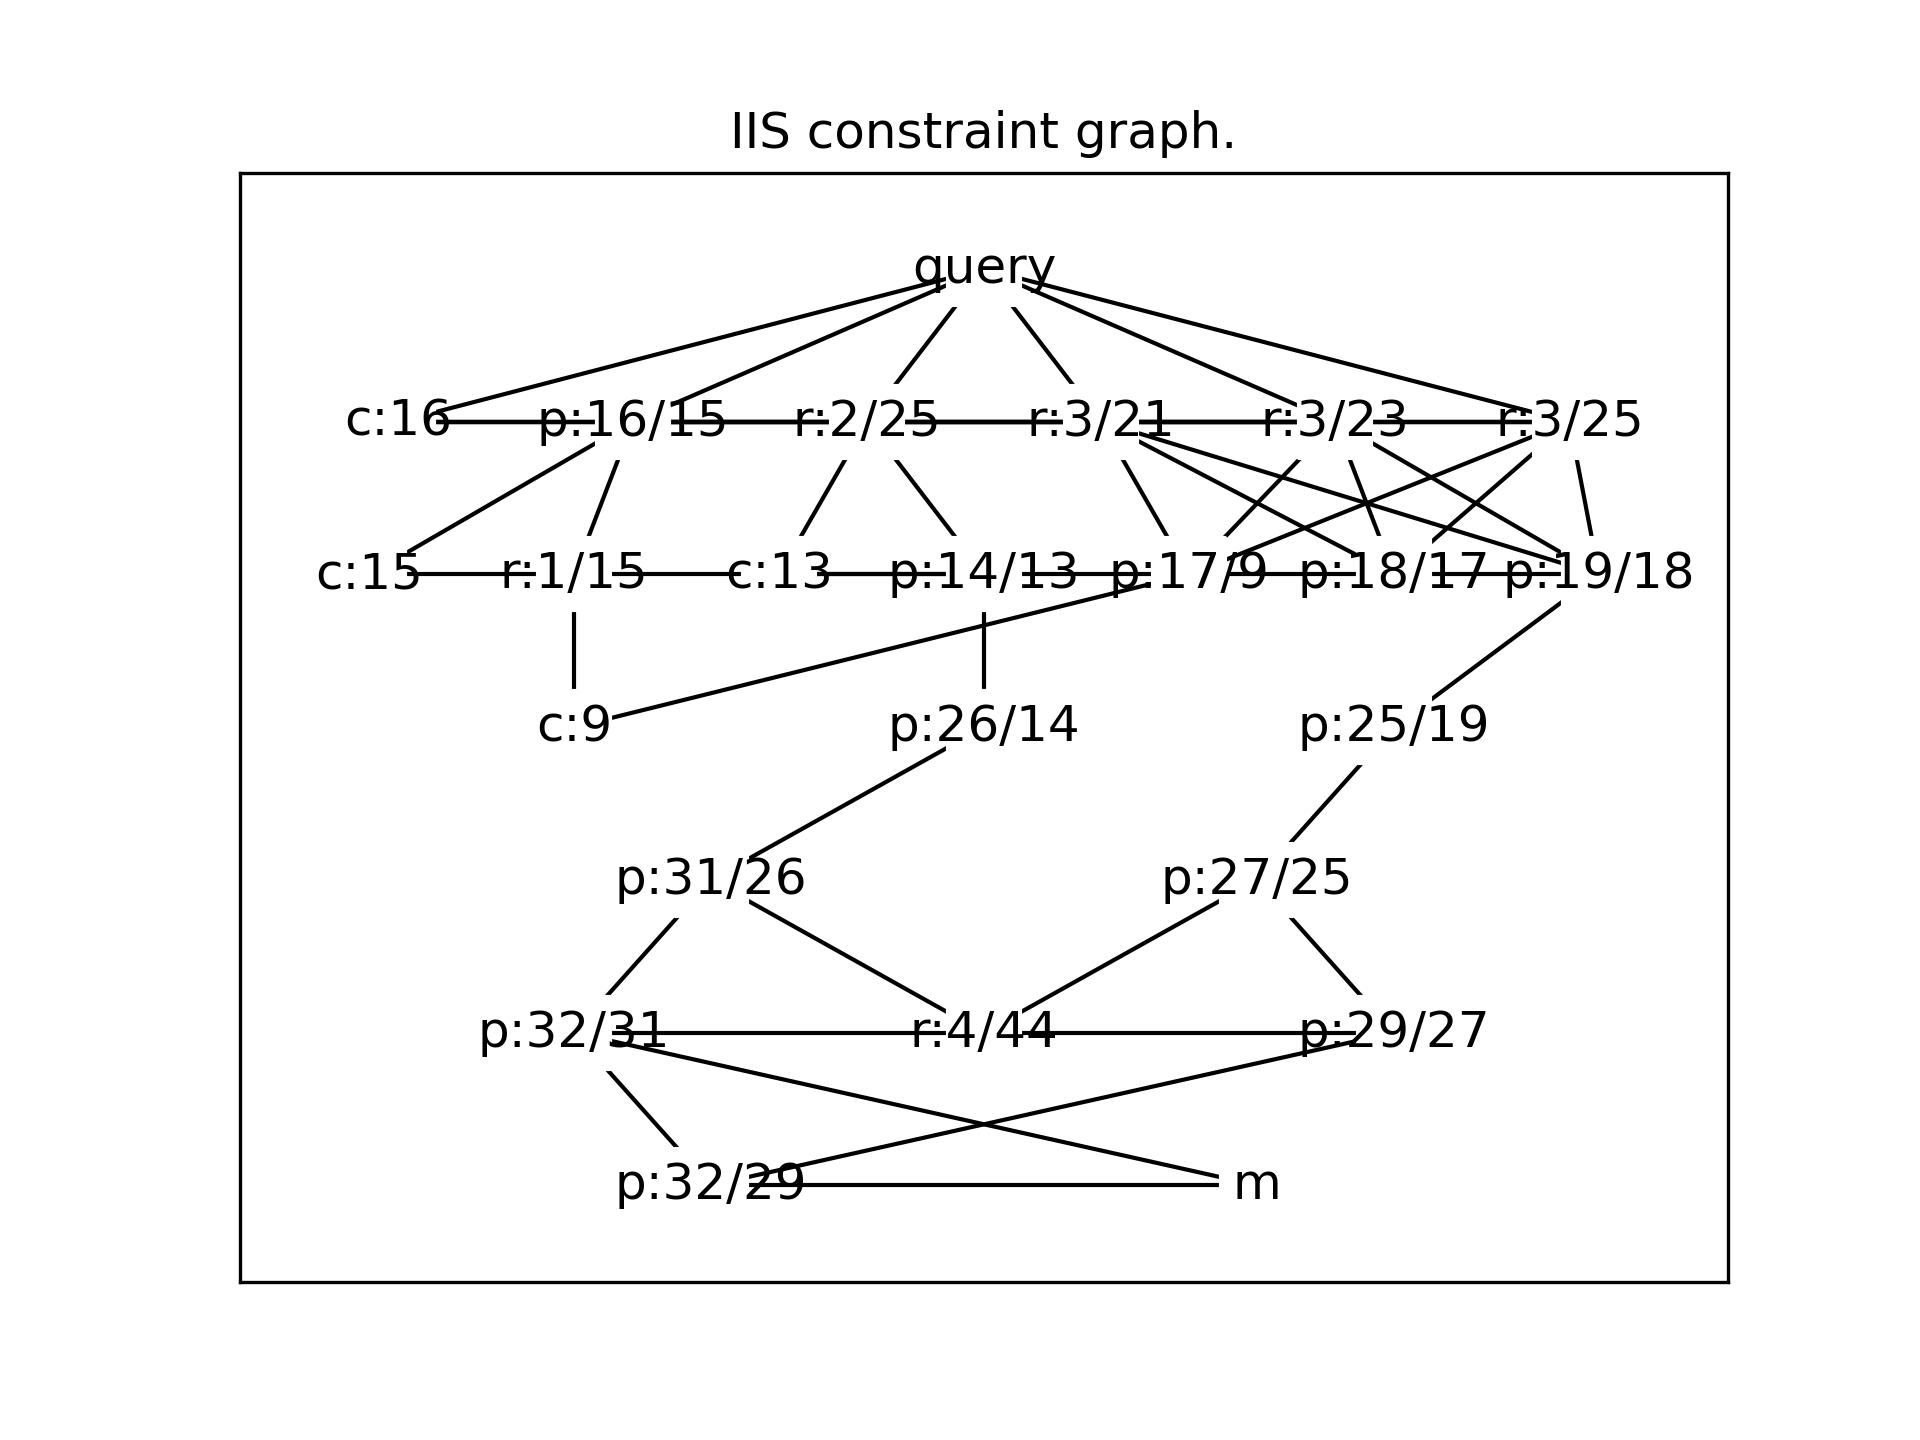 IIS constraint graph.
query
c:16 p:16/15 r:2/25 r:3/21 r:3/23 r:3/25
c:15 r:1/15 c:13 p:14/13 p:17/9 p:18/17 p:19/18
c:9 p:26/14 p:25/19
p:31/26 p:27/25
p:32/31 r:4/44 p:29/27
p:32/29 m